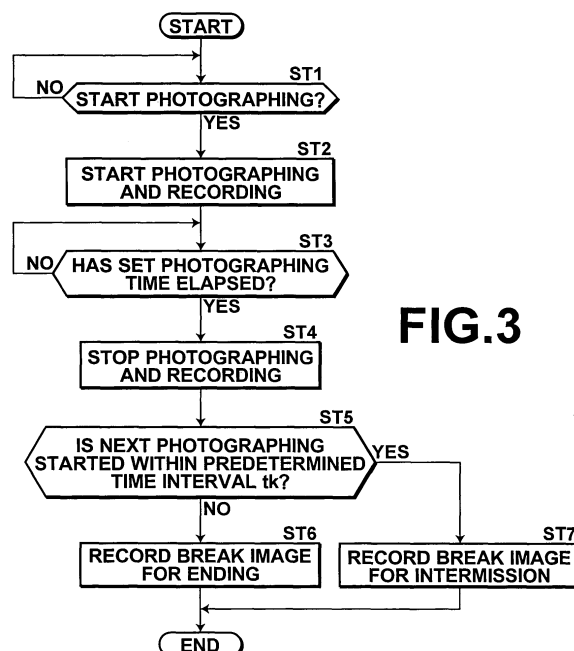 START
ST1
NO
START PHOTOGRAPHING?
YES
ST2
START PHOTOGRAPHING
AND RECORDING
ST3
NO
HAS SET PHOTOGRAPHING
TIME ELAPSED?
YES
FIG.3
ST4
STOP PHOTOGRAPHING
AND RECORDING
ST5
IS NEXT PHOTOGRAPHING
STARTED WITHIN PREDETERMINED
TIME INTERVAL tk?
YES
NO
ST6
RECORD BREAK IMAGE
FOR ENDING
ST7
RECORD BREAK IMAGE
FOR INTERMISSION
END